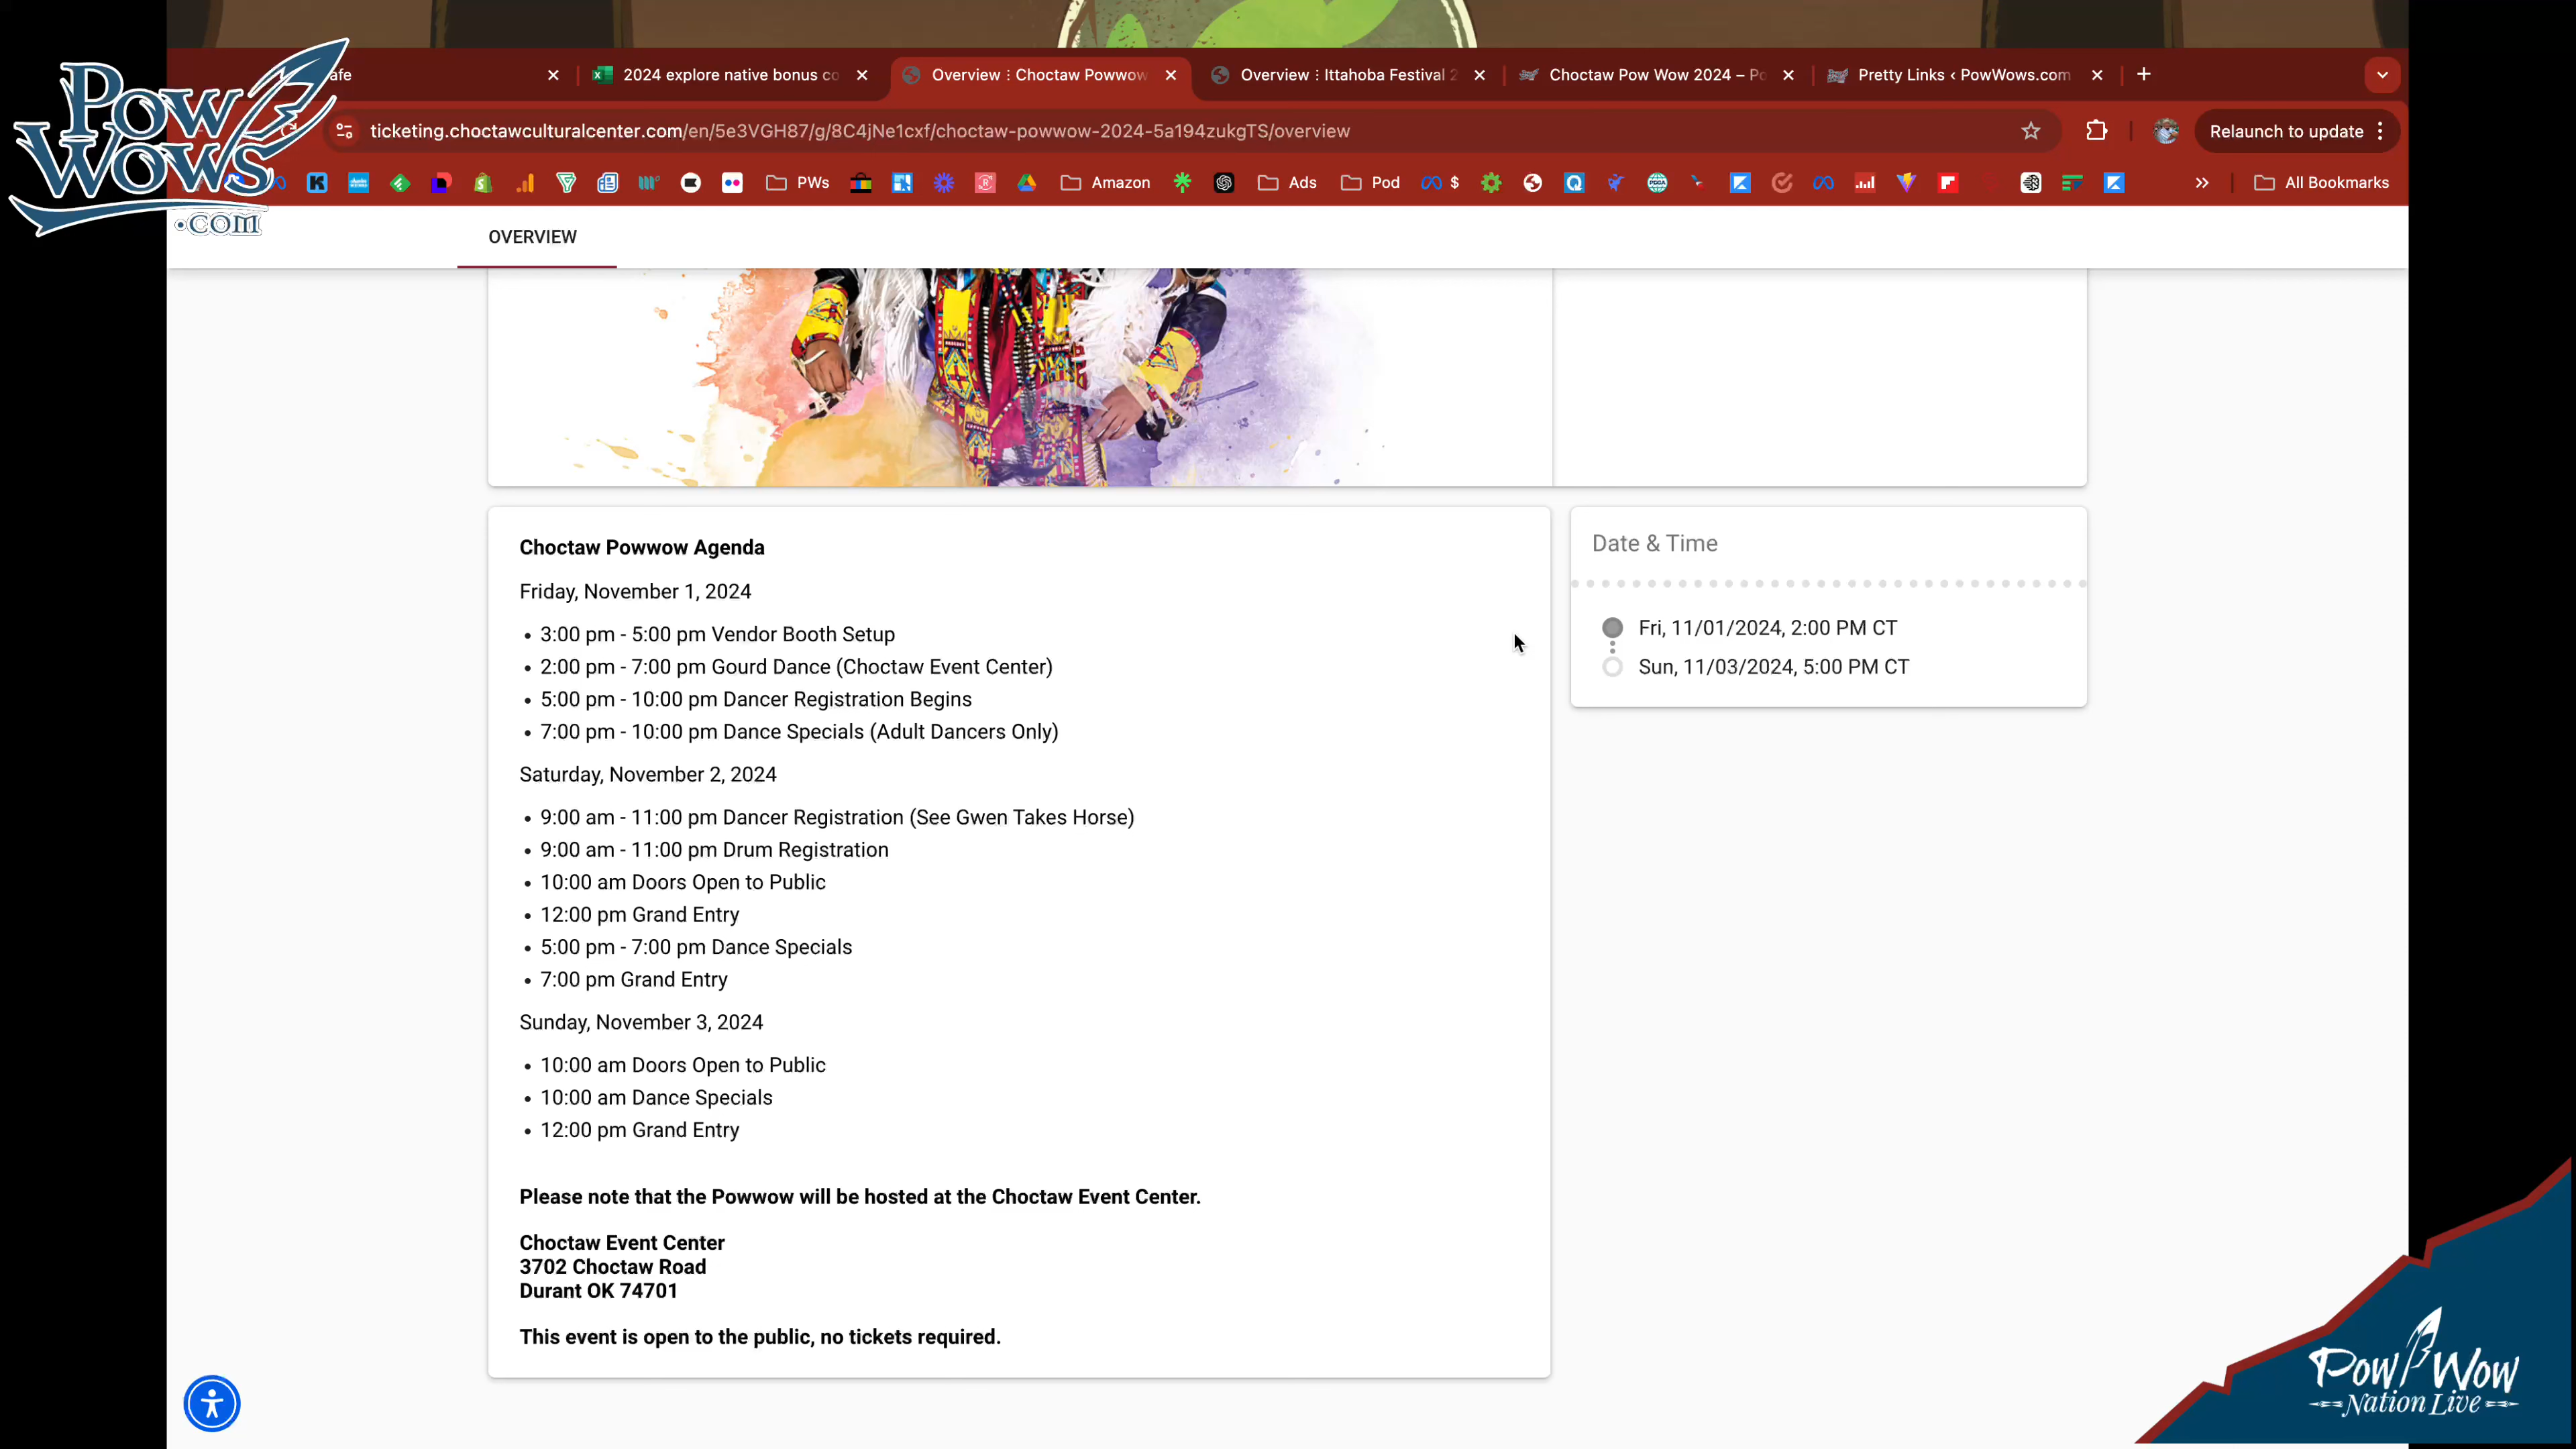 Pow
Wows
.com
afe
2024 explore native bonus co
Overview ⋮ Choctaw Powwow
Overview ⋮ Ittahoba Festival 2
Choctaw Pow Wow 2024 – Po
Pretty Links ‹ PowWows.com
ticketing.choctawculturalcenter.com/en/5e3VGH87/g/8C4jNe1cxf/choctaw-powwow-2024-5a194zukgTS/overview
Relaunch to update
PWs
Amazon
Ads
Pod
$
All Bookmarks
OVERVIEW
Choctaw Powwow Agenda
Friday, November 1, 2024
• 3:00 pm - 5:00 pm Vendor Booth Setup
• 2:00 pm - 7:00 pm Gourd Dance (Choctaw Event Center)
• 5:00 pm - 10:00 pm Dancer Registration Begins
• 7:00 pm - 10:00 pm Dance Specials (Adult Dancers Only)
Saturday, November 2, 2024
• 9:00 am - 11:00 pm Dancer Registration (See Gwen Takes Horse)
• 9:00 am - 11:00 pm Drum Registration
• 10:00 am Doors Open to Public
• 12:00 pm Grand Entry
• 5:00 pm - 7:00 pm Dance Specials
• 7:00 pm Grand Entry
Sunday, November 3, 2024
• 10:00 am Doors Open to Public
• 10:00 am Dance Specials
• 12:00 pm Grand Entry
Please note that the Powwow will be hosted at the Choctaw Event Center.
Choctaw Event Center
3702 Choctaw Road
Durant OK 74701
This event is open to the public, no tickets required.
Date & Time
Fri, 11/01/2024, 2:00 PM CT
Sun, 11/03/2024, 5:00 PM CT
Pow Wow
Nation Live